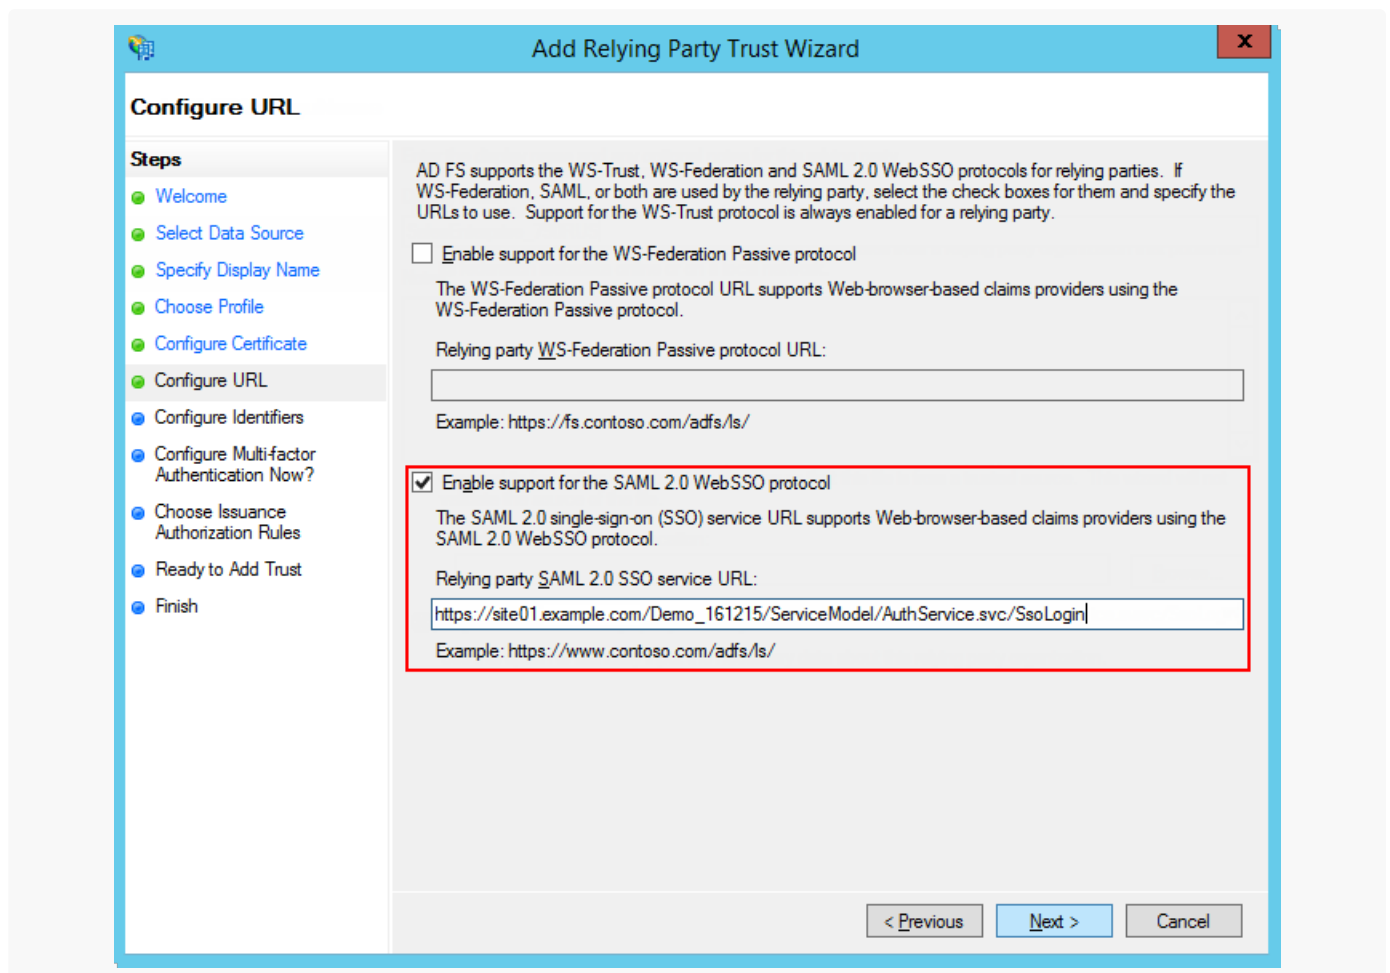 Add Relying Party Trust Wizard
x
Configure URL
Steps
Welcome
Select Data Source
Specify Display Name
Choose Profile
Configure Certificate
Configure URL
Configure Identifiers
Configure Multi-factor
Authentication Now?
Choose Issuance
Authorization Rules
Ready to Add Trust
Finish
AD FS supports the WS-Trust, WS-Federation and SAML 2.0 WebSSO protocols for relying parties.  If
WS-Federation, SAML, or both are used by the relying party, select the check boxes for them and specify the
URLs to use.  Support for the WS-Trust protocol is always enabled for a relying party.
Enable support for the WS-Federation Passive protocol
The WS-Federation Passive protocol URL supports Web-browser-based claims providers using the
WS-Federation Passive protocol.
Relying party WS-Federation Passive protocol URL:
Example: https://fs.contoso.com/adfs/ls/
Enable support for the SAML 2.0 WebSSO protocol
The SAML 2.0 single-sign-on (SSO) service URL supports Web-browser-based claims providers using the
SAML 2.0 WebSSO protocol.
Relying party SAML 2.0 SSO service URL:
https://site01.example.com/Demo_161215/ServiceModel/AuthService.svc/SsoLogin
Example: https://www.contoso.com/adfs/ls/
< Previous
Next >
Cancel